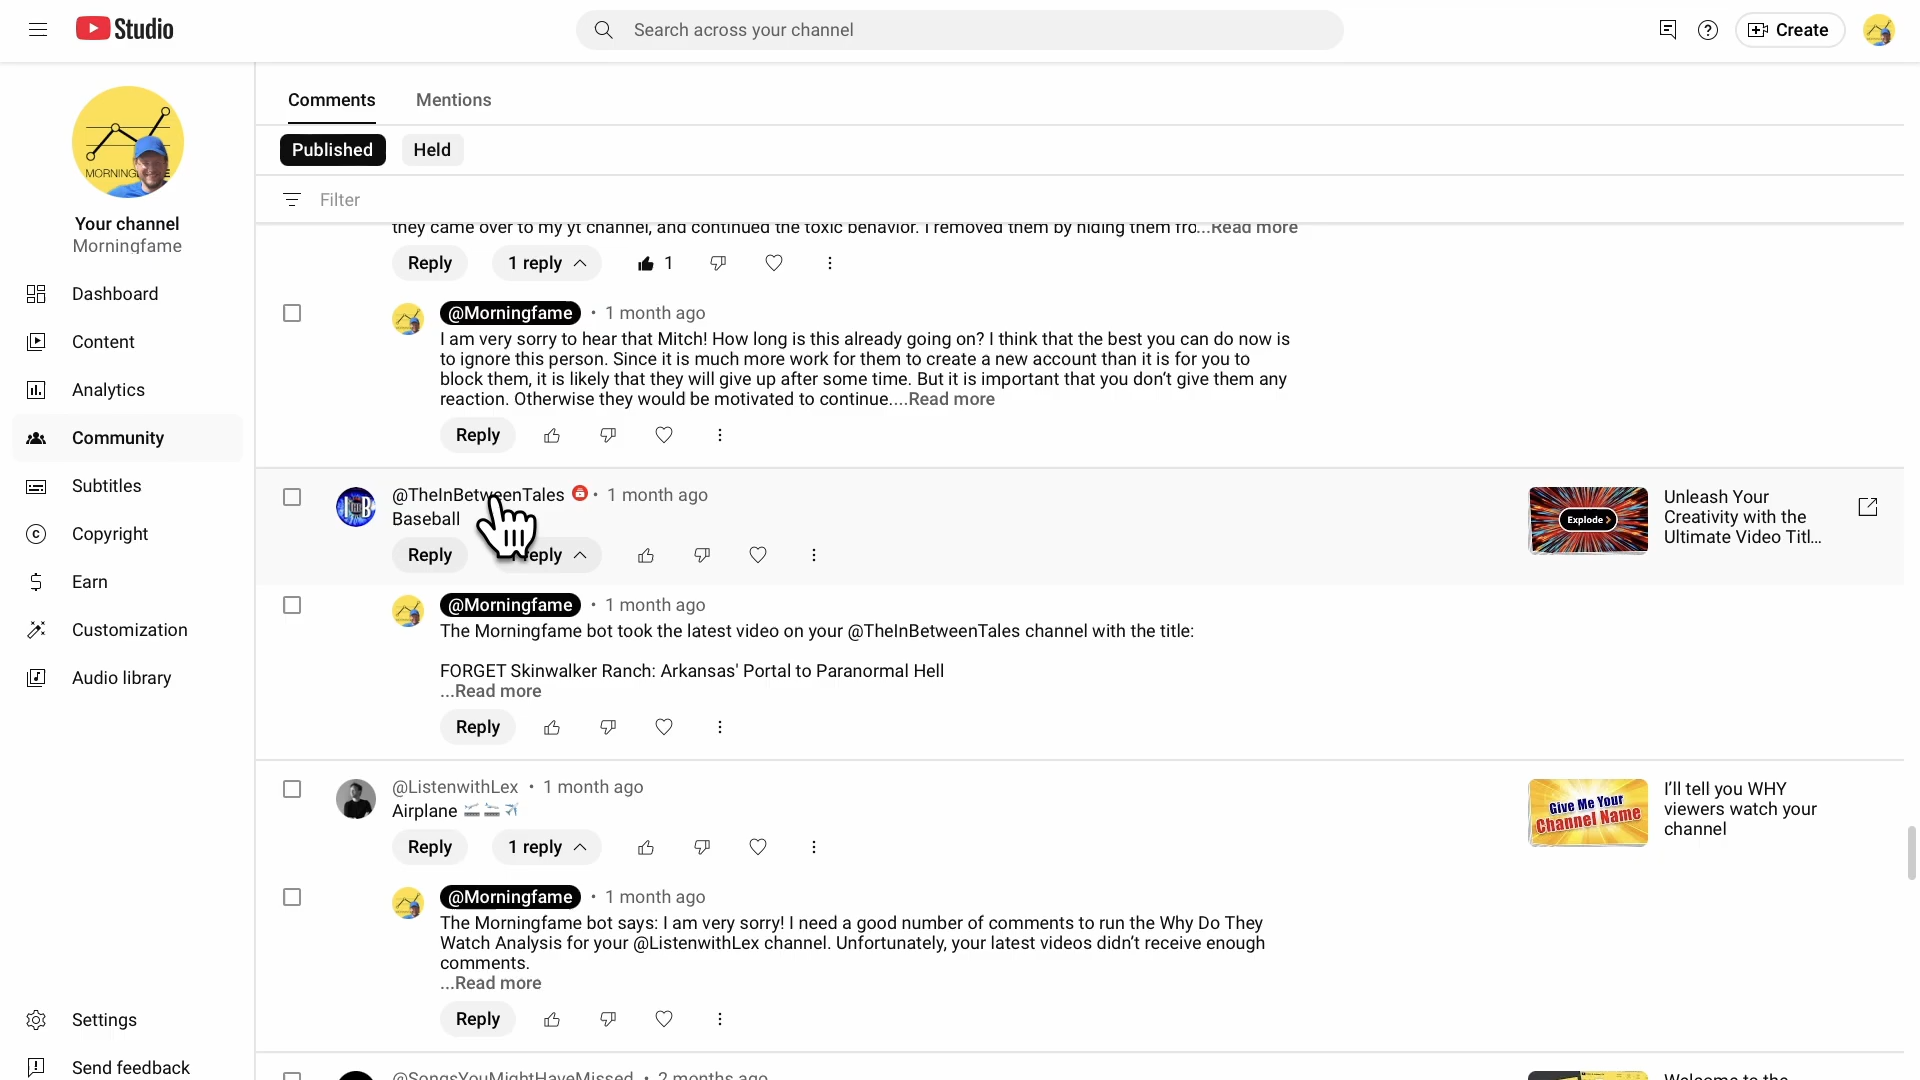 Studio
Search across your channel
Create
Comments
Mentions
Published
Held
Filter
MORNING
Your channel
Morningfame
Dashboard
Content
Analytics
Community
Subtitles
Copyright
Earn
Customization
Audio library
Settings
Send feedback
they came over to my yt channel, and continued the toxic behavior. I removed them by hiding them fro...Read more
Reply
1 reply
1
@Morningfame • 1 month ago
I am very sorry to hear that Mitch! How long is this already going on? I think that the best you can do now is
to ignore this person. Since it is much more work for them to create a new account than it is for you to
block them, it is likely that they will give up after some time. But it is important that you don't give them any
reaction. Otherwise they would be motivated to continue....Read more
Reply
@TheInBetweenTales • 1 month ago
Baseball
Reply
reply
Explode >
Unleash Your
Creativity with the
Ultimate Video Titl...
@Morningfame • 1 month ago
The Morningfame bot took the latest video on your @TheInBetweenTales channel with the title:
FORGET Skinwalker Ranch: Arkansas' Portal to Paranormal Hell
...Read more
Reply
@ListenwithLex • 1 month ago
Airplane 🛫🛬✈️
Reply
1 reply
Give Me Your
Channel Name
I'll tell you WHY
viewers watch your
channel
@Morningfame • 1 month ago
The Morningfame bot says: I am very sorry! I need a good number of comments to run the Why Do They
Watch Analysis for your @ListenwithLex channel. Unfortunately, your latest videos didn't receive enough
comments.
...Read more
Reply
@SongsYouMightHaveMissed • 2 months ago
Welcome to the